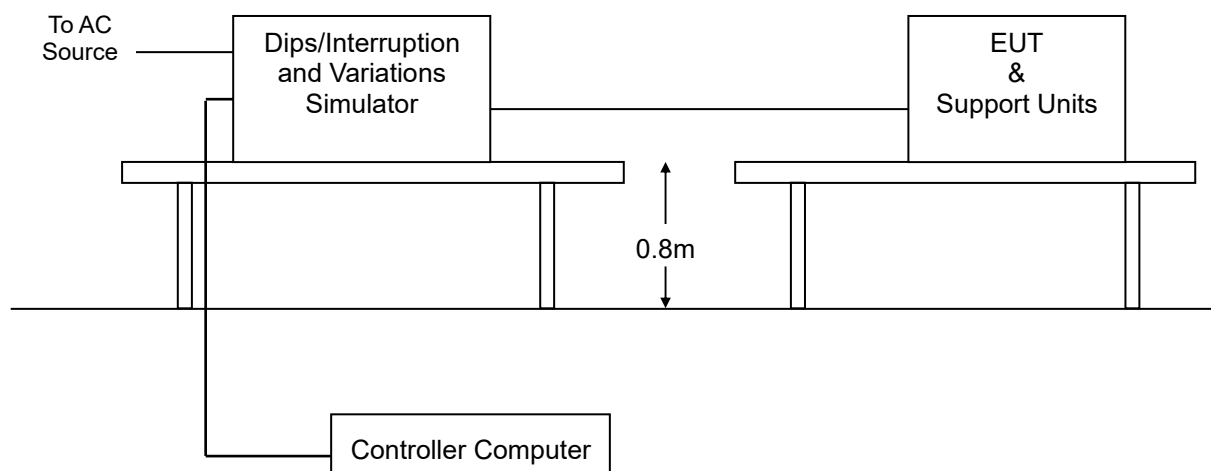 To AC
Source
Dips/Interruption
and Variations
Simulator
EUT
&
Support Units
0.8m
Controller Computer